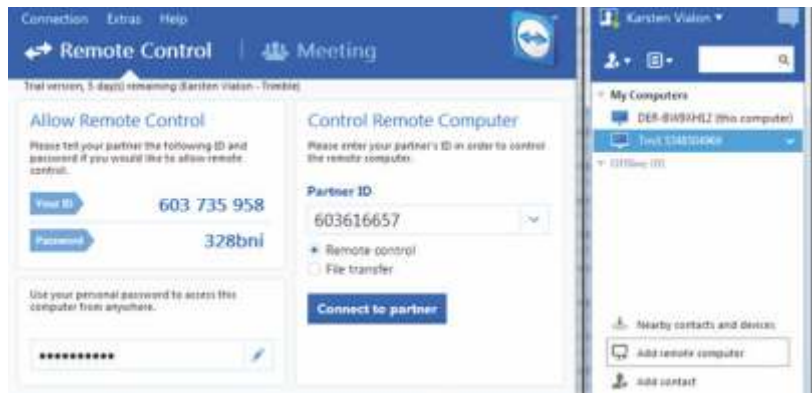 Connection Extras Help
Remote Control
Meeting
Trial version, 5 day(s) remaining (Karsten Vialon - Trimble)
Allow Remote Control
Please tell your partner the following ID and
password if you would like to allow remote
control.
Your ID
603 735 958
Password
328bni
Use your personal password to access this
computer from anywhere.
Control Remote Computer
Please enter your partner's ID in order to control
the remote computer.
Partner ID
603616657
Remote control
File transfer
Connect to partner
Karsten Vialon
My Computers
(this computer)
Nearby contacts and devices
Add remote computer
Add contact